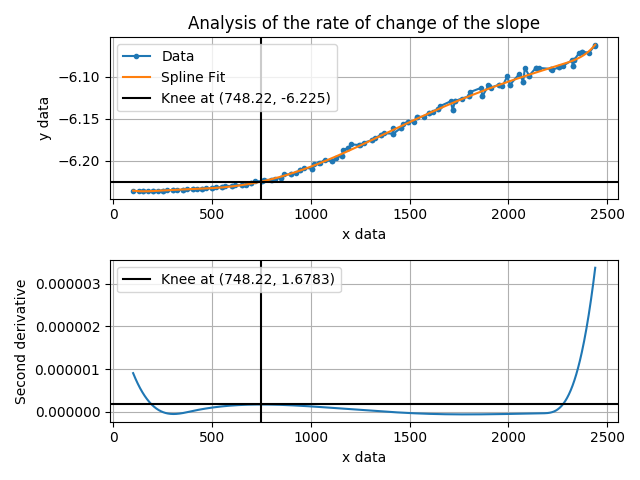 Analysis of the rate of change of the slope
Data
Spline Fit
Knee at (748.22, -6.225)
y data
−6.10
−6.15
−6.20
0 500 1000 1500 2000 2500
x data
Knee at (748.22, 1.6783)
Second derivative
0.000003
0.000002
0.000001
0.000000
0 500 1000 1500 2000 2500
x data